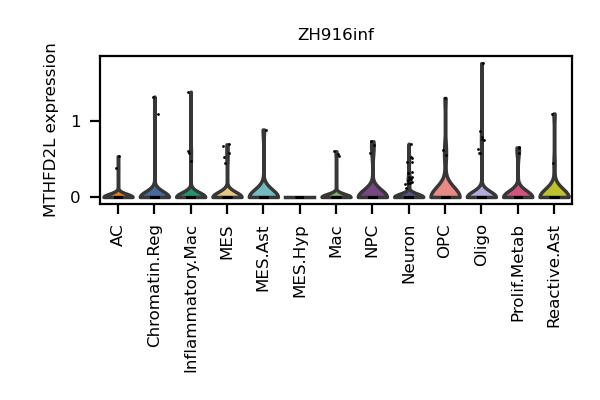 ZH916inf
MTHFD2L expression
1
0
AC
Chromatin.Reg
Inflammatory.Mac
MES
MES.Ast
MES.Hyp
Mac
NPC
Neuron
OPC
Oligo
Prolif.Metab
Reactive.Ast